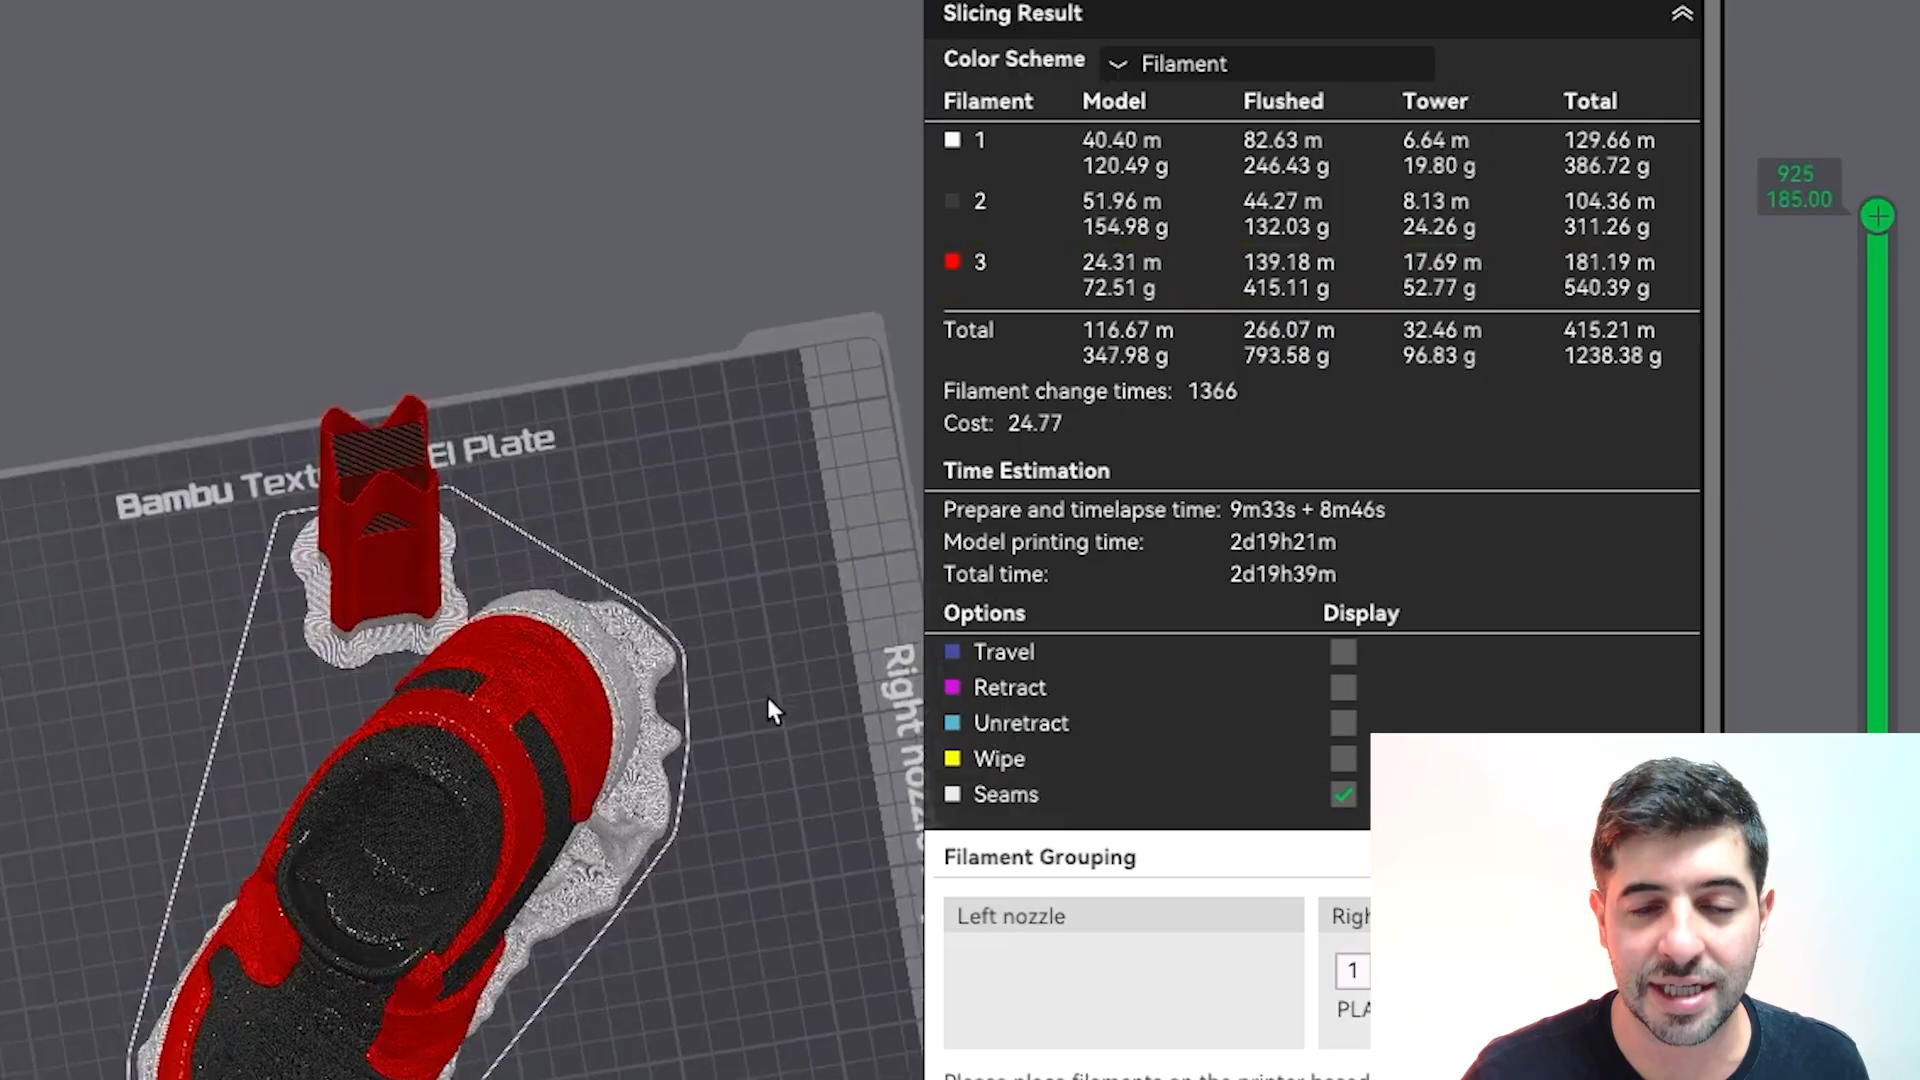 Slicing Result
Color Scheme Filament
Filament Model Flushed Tower Total
1 40.40 m 82.63 m 6.64 m 129.66 m
120.49 g 246.43 g 19.80 g 386.72 g
2 51.96 m 44.27 m 8.13 m 104.36 m
154.98 g 132.03 g 24.26 g 311.26 g
3 24.31 m 139.18 m 17.69 m 181.19 m
72.51 g 415.11 g 52.77 g 540.39 g
Total 116.67 m 266.07 m 32.46 m 415.21 m
347.98 g 793.58 g 96.83 g 1238.38 g
Filament change times: 1366
Cost: 24.77
Time Estimation
Prepare and timelapse time: 9m33s + 8m46s
Model printing time: 2d19h21m
Total time: 2d19h39m
Options Display
Travel
Retract
Unretract
Wipe
Seams
Filament Grouping
Left nozzle Righ
1
PLA
925
185.00
Bambu Text EI Plate
Right nozz